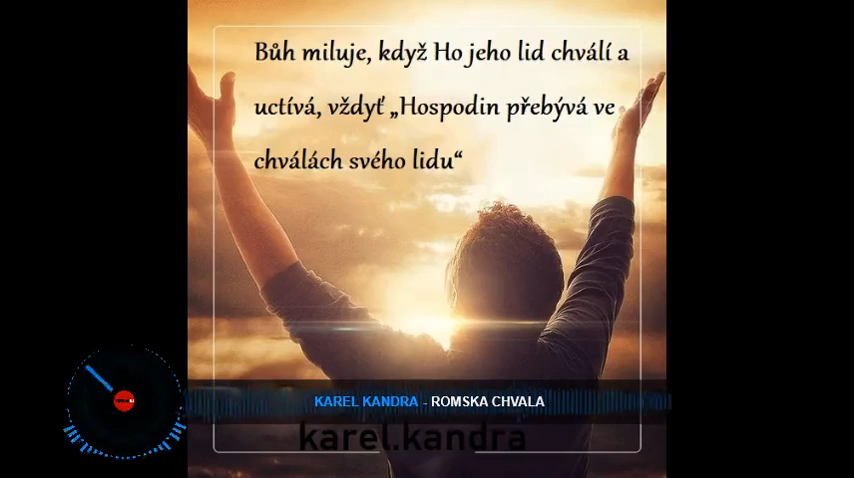 Bůh miluje, když Ho jeho lid chválí a
uctívá, vždyť „Hospodin přebývá ve
chválách svého lidu“
KAREL KANDRA - ROMSKA CHVALA
karel.kandra